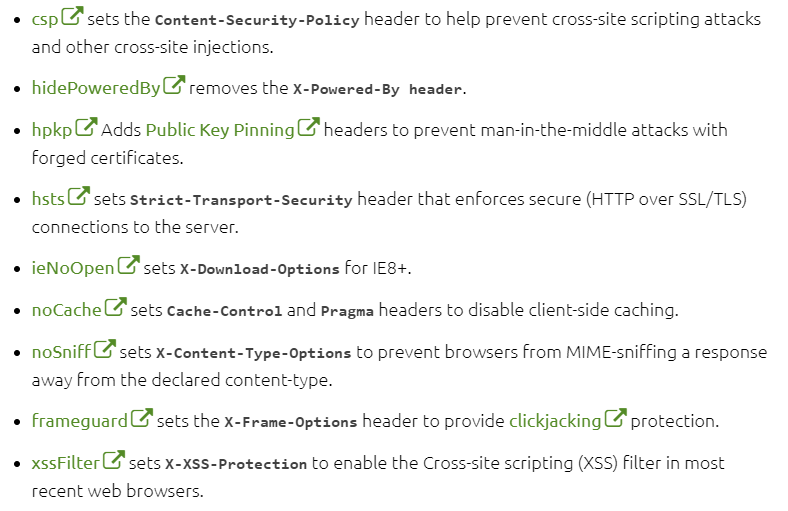 csp sets the Content-Security-Policy header to help prevent cross-site scripting attacks
and other cross-site injections.
hidePoweredBy removes the X-Powered-By header.
hpkp Adds Public Key Pinning headers to prevent man-in-the-middle attacks with
forged certificates.
hsts sets Strict-Transport-Security header that enforces secure (HTTP over SSL/TLS)
connections to the server.
ieNoOpen sets X-Download-Options for IE8+.
noCache sets Cache-Control and Pragma headers to disable client-side caching.
noSniff sets X-Content-Type-Options to prevent browsers from MIME-sniffing a response
away from the declared content-type.
frameguard sets the X-Frame-Options header to provide clickjacking protection.
xssFilter sets X-XSS-Protection to enable the Cross-site scripting (XSS) filter in most
recent web browsers.